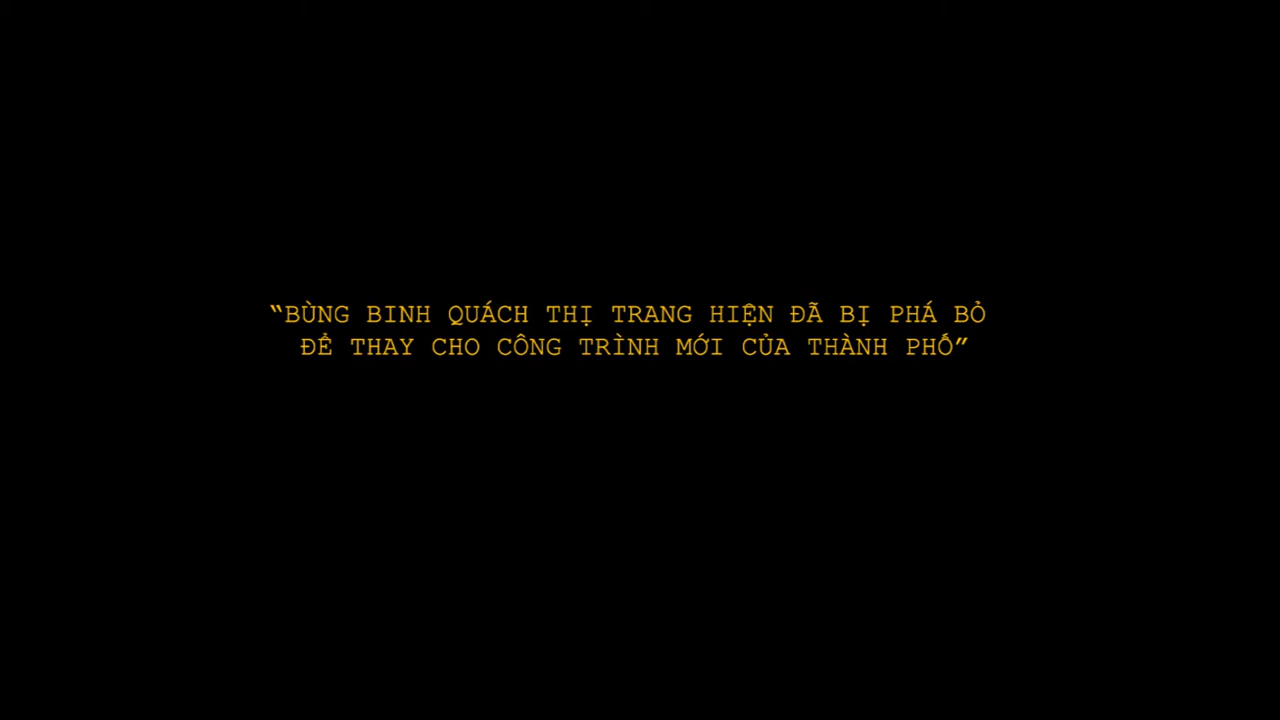 “BÙNG BINH QUÁCH THỊ TRANG HIỆN ĐÃ BỊ PHÁ BỎ
ĐỂ THAY CHO CÔNG TRÌNH MỚI CỦA THÀNH PHỐ”